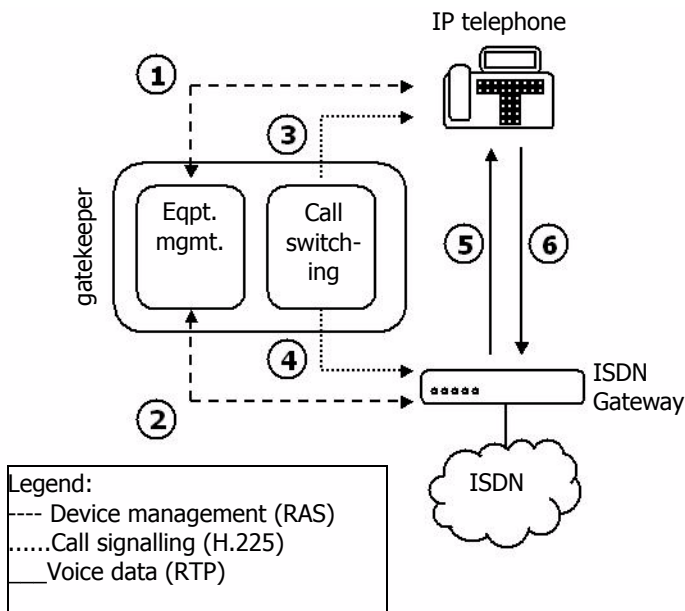 IP telephone
1
3
gatekeeper
Eqpt.
mgmt.
Call
switch-
ing
5
6
4
2
ISDN
Gateway
ISDN
Legend:
---- Device management (RAS)
......Call signalling (H.225)
___Voice data (RTP)